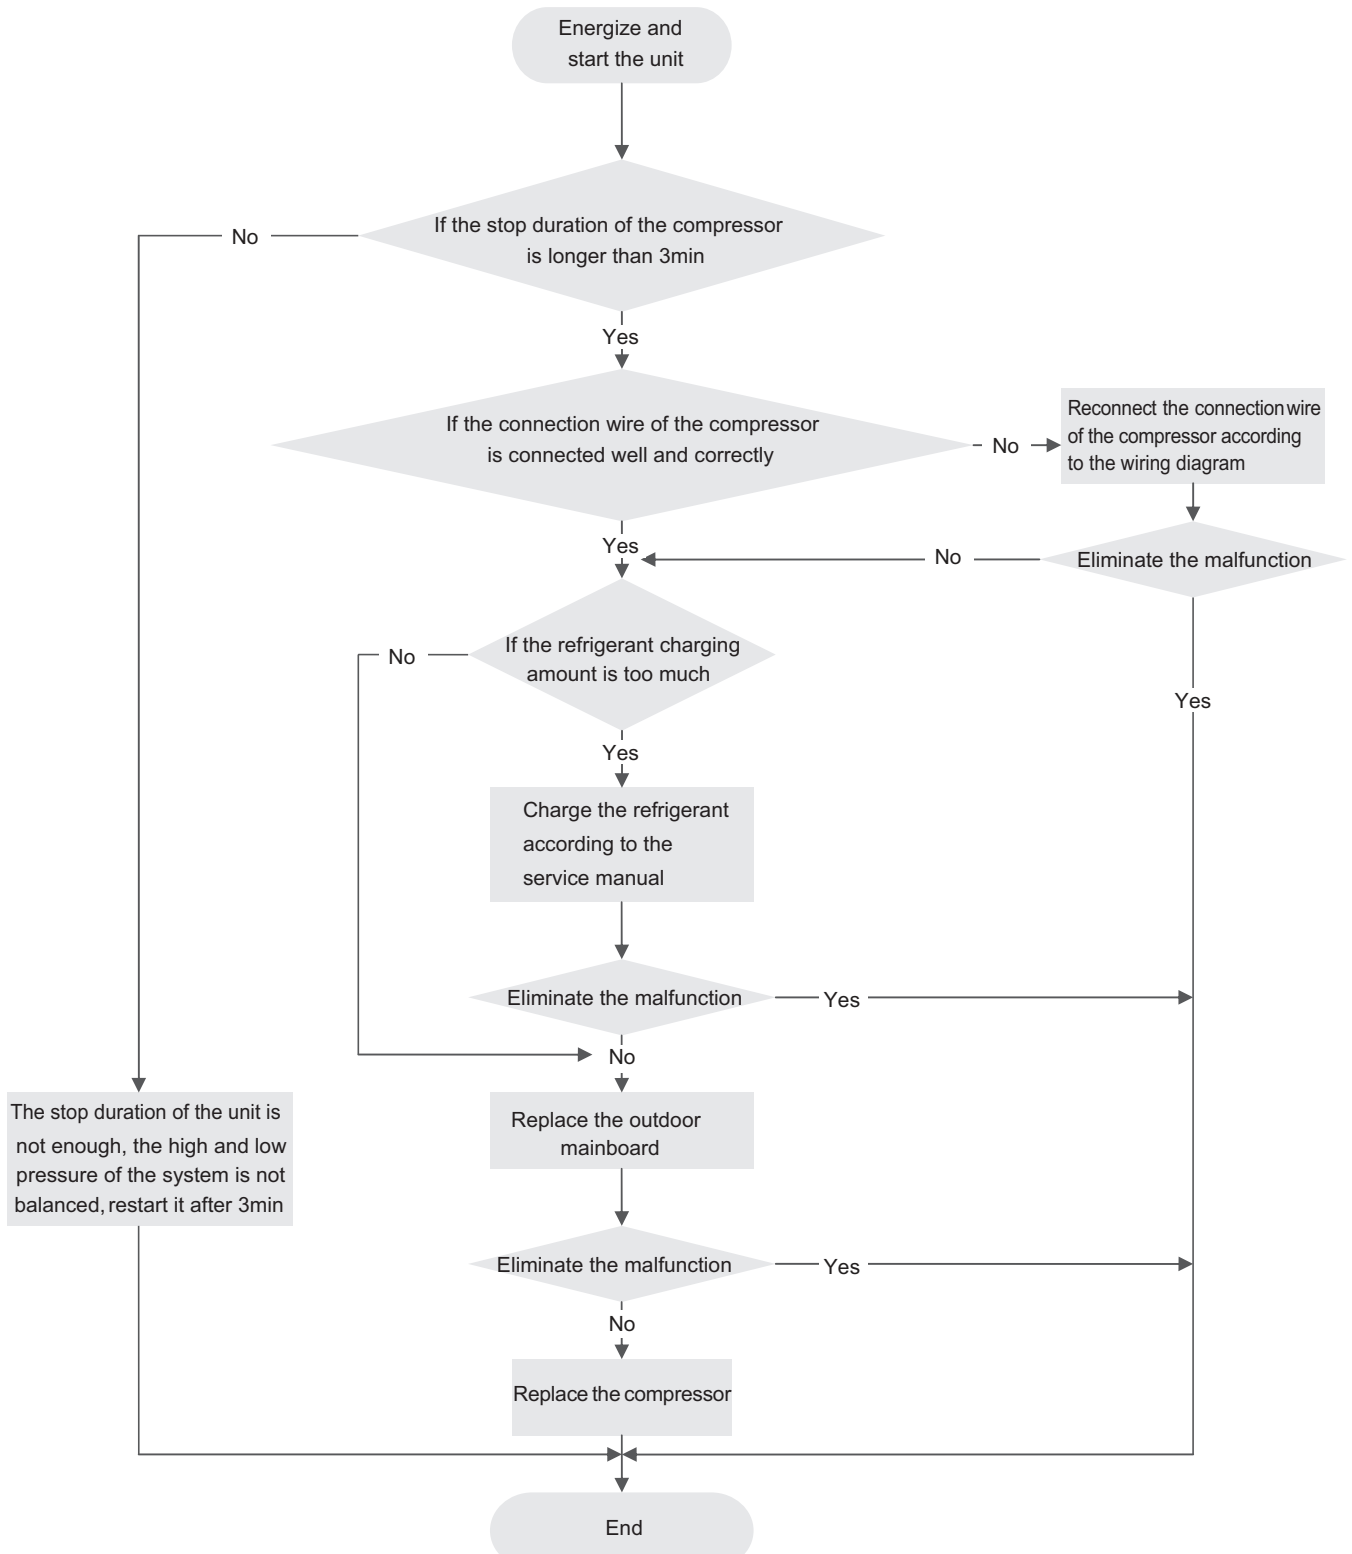 Energize and
start the unit
If the stop duration of the compressor
is longer than 3min
No
Yes
If the connection wire of the compressor
is connected well and correctly
No
Reconnect the connection wire
of the compressor according
to the wiring diagram
Yes
No
Eliminate the malfunction
If the refrigerant charging
amount is too much
No
Yes
Yes
Charge the refrigerant
according to the
service manual
Eliminate the malfunction
Yes
No
The stop duration of the unit is
not enough, the high and low
pressure of the system is not
balanced, restart it after 3min
Replace the outdoor
mainboard
Eliminate the malfunction
Yes
No
Replace the compressor
End